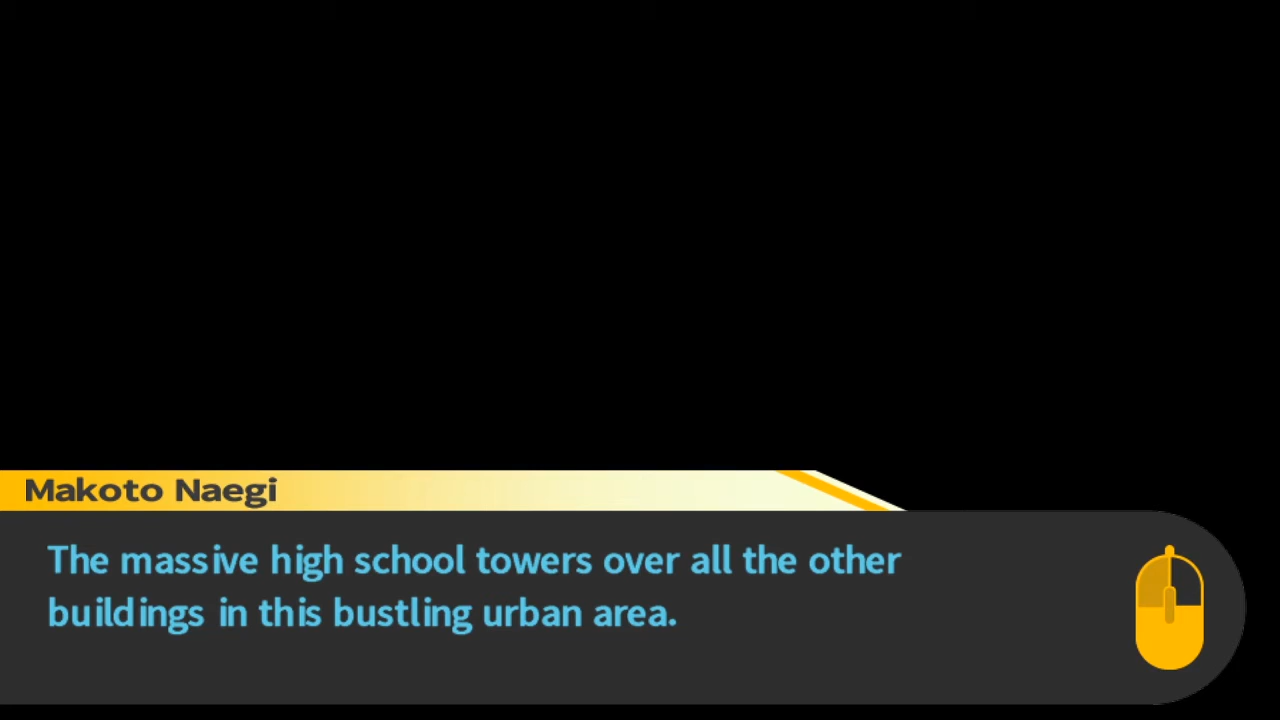 Makoto Naegi
The massive high school towers over all the other
buildings in this bustling urban area.